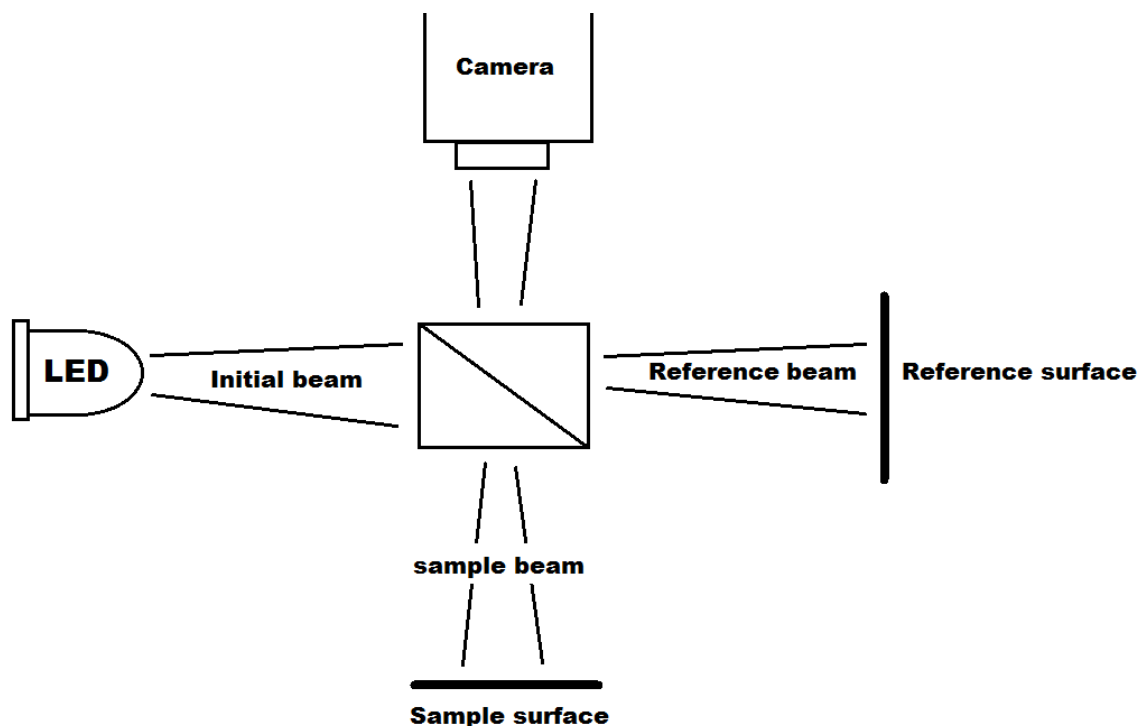 Camera
LED
Initial beam
Reference beam
Reference surface
sample beam
Sample surface